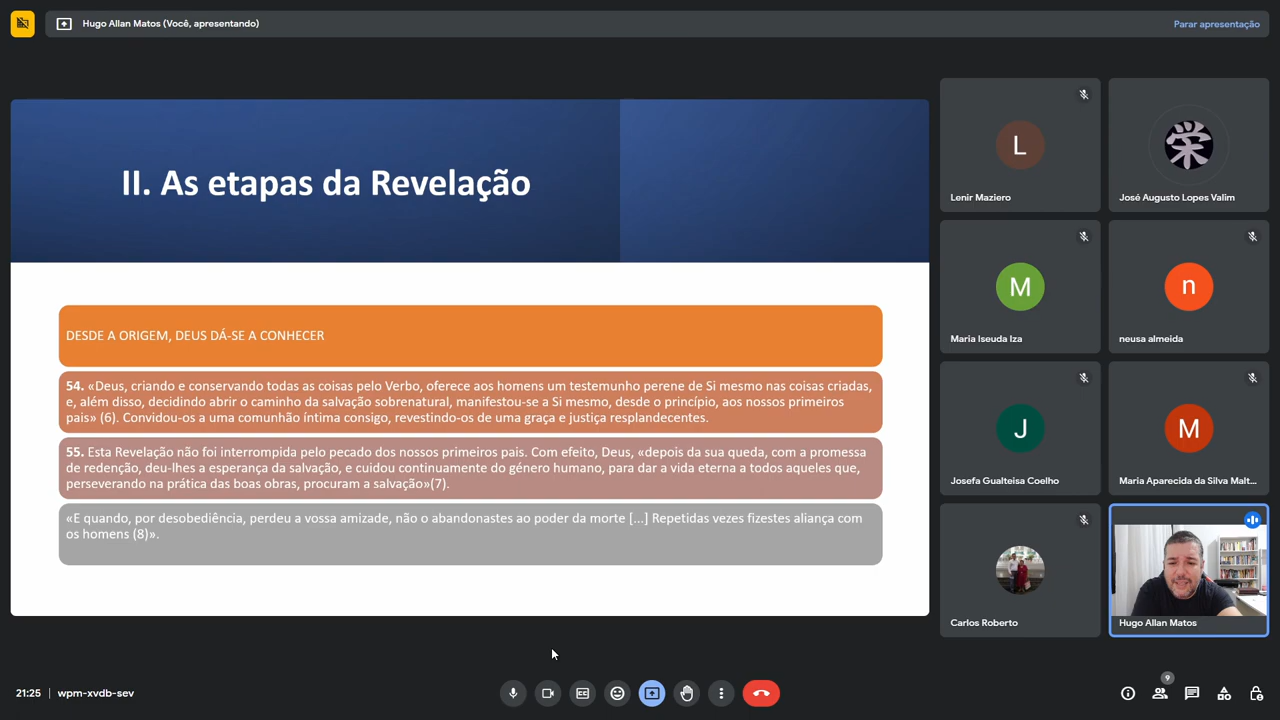 Hugo Allan Matos (Você, apresentando)
Parar apresentação
II. As etapas da Revelação
DESDE A ORIGEM, DEUS DÁ-SE A CONHECER
54. «Deus, criando e conservando todas as coisas pelo Verbo, oferece aos homens um testemunho perene de Si mesmo nas coisas criadas,
e, além disso, decidindo abrir o caminho da salvação sobrenatural, manifestou-se a Si mesmo, desde o princípio, aos nossos primeiros
pais» (6). Convidou-os a uma comunhão íntima consigo, revestindo-os de uma graça e justiça resplandecentes.
55. Esta Revelação não foi interrompida pelo pecado dos nossos primeiros pais. Com efeito, Deus, «depois da sua queda, com a promessa
de redenção, deu-lhes a esperança da salvação, e cuidou continuamente do género humano, para dar a vida eterna a todos aqueles que,
perseverando na prática das boas obras, procuram a salvação»(7).
«E quando, por desobediência, perdeu a vossa amizade, não o abandonastes ao poder da morte [...] Repetidas vezes fizestes aliança com
os homens (8)».
L
Lenir Maziero
栄
José Augusto Lopes Valim
M
Maria Iseuda Iza
n
neusa almeida
J
Josefa Gualteisa Coelho
M
Maria Aparecida da Silva Malt...
Carlos Roberto
Hugo Allan Matos
21:25 | wpm-xvdb-sev
9